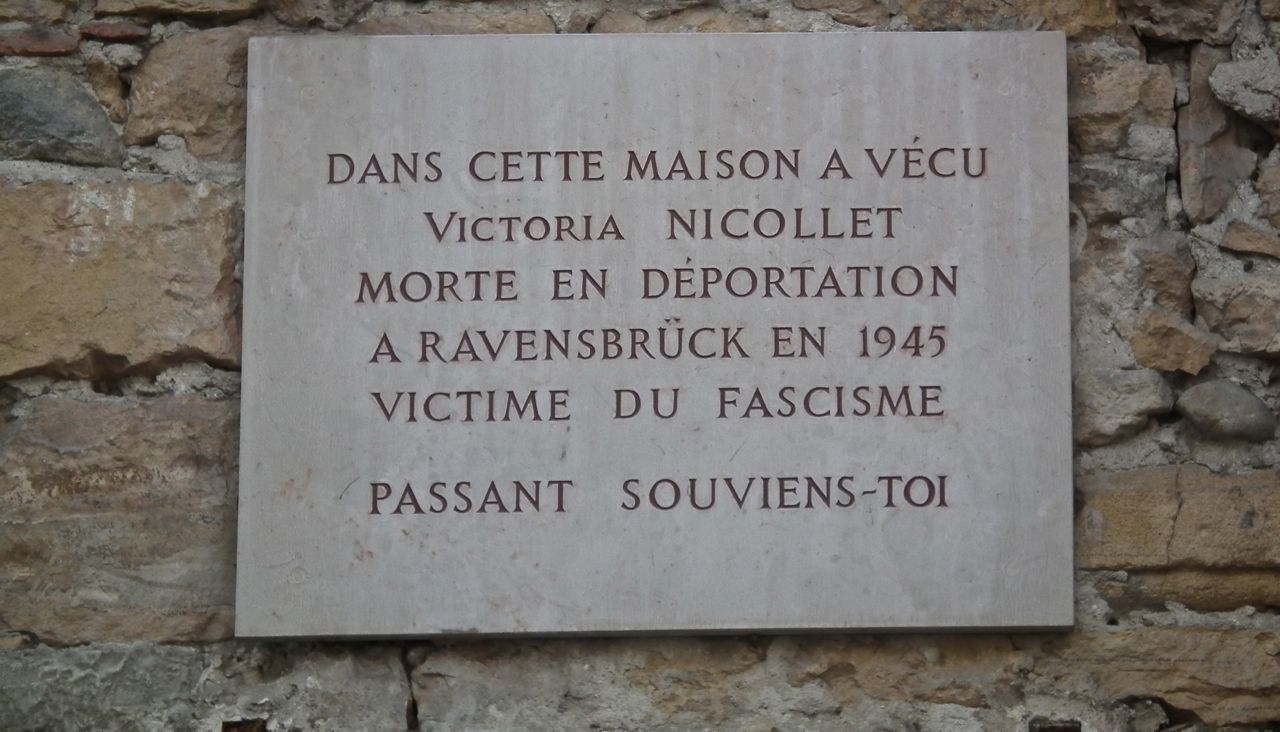 DANS CETTE MAISON A VÉCU
VICTORIA NICOLLET
MORTE EN DÉPORTATION
A RAVENSBRÜCK EN 1945
VICTIME DU FASCISME
PASSANT SOUVIENS-TOI